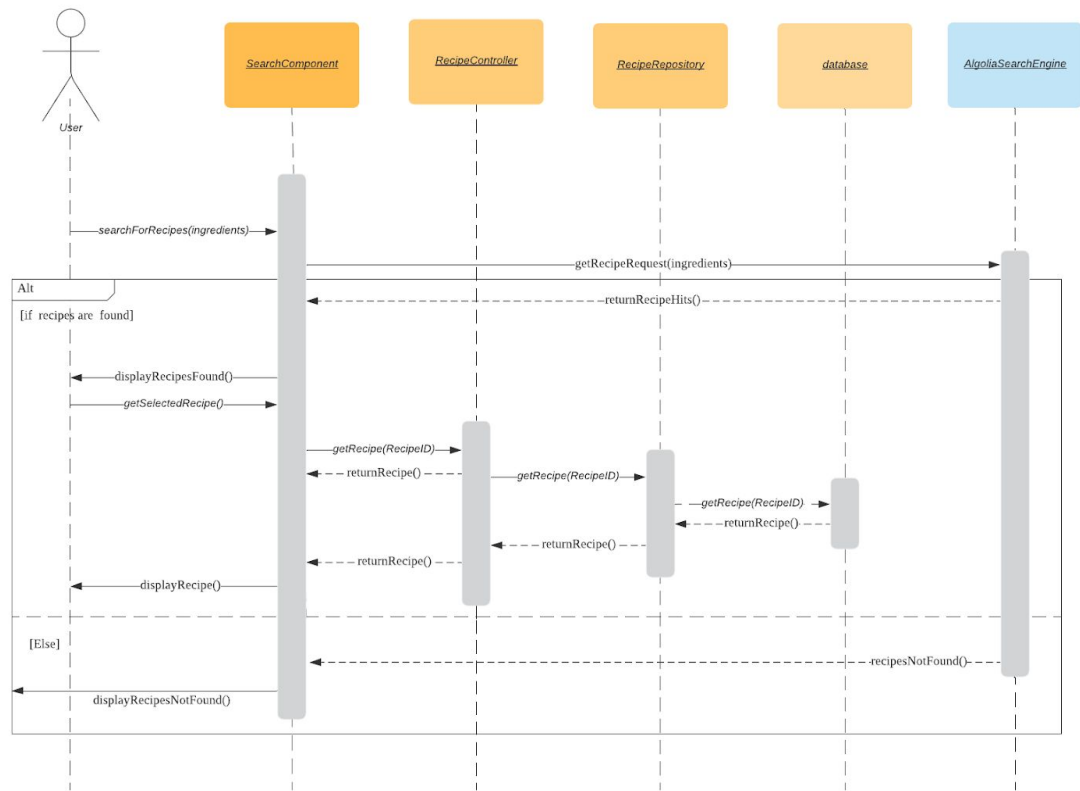 User
SearchComponent
RecipeController
RecipeRepository
database
AlgoliaSearchEngine
searchForRecipes(ingredients)
getRecipeRequest(ingredients)
Alt
returnRecipeHits()
[if recipes are found]
displayRecipesFound()
getSelectedRecipe()
getRecipe(RecipeID)
returnRecipe()
getRecipe(RecipeID)
getRecipe(RecipeID)
returnRecipe()
returnRecipe()
returnRecipe()
displayRecipe()
[Else]
recipesNotFound()
displayRecipesNotFound()